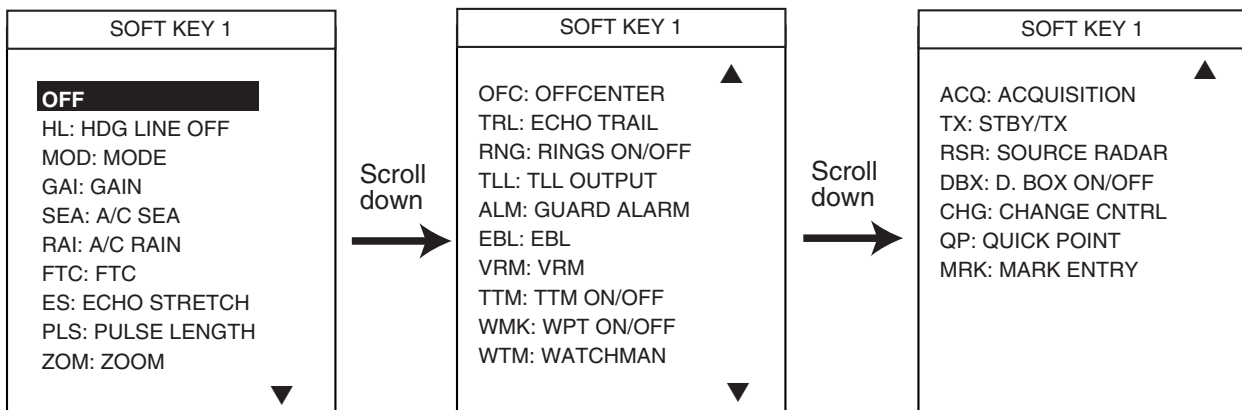 SOFT KEY 1
OFF
HL: HDG LINE OFF
MOD: MODE
GAI: GAIN
SEA: A/C SEA
RAI: A/C RAIN
FTC: FTC
ES: ECHO STRETCH
PLS: PULSE LENGTH
ZOM: ZOOM
Scroll
down
SOFT KEY 1
OFC: OFFCENTER
TRL: ECHO TRAIL
RNG: RINGS ON/OFF
TLL: TLL OUTPUT
ALM: GUARD ALARM
EBL: EBL
VRM: VRM
TTM: TTM ON/OFF
WMK: WPT ON/OFF
WTM: WATCHMAN
Scroll
down
SOFT KEY 1
ACQ: ACQUISITION
TX: STBY/TX
RSR: SOURCE RADAR
DBX: D. BOX ON/OFF
CHG: CHANGE CNTRL
QP: QUICK POINT
MRK: MARK ENTRY